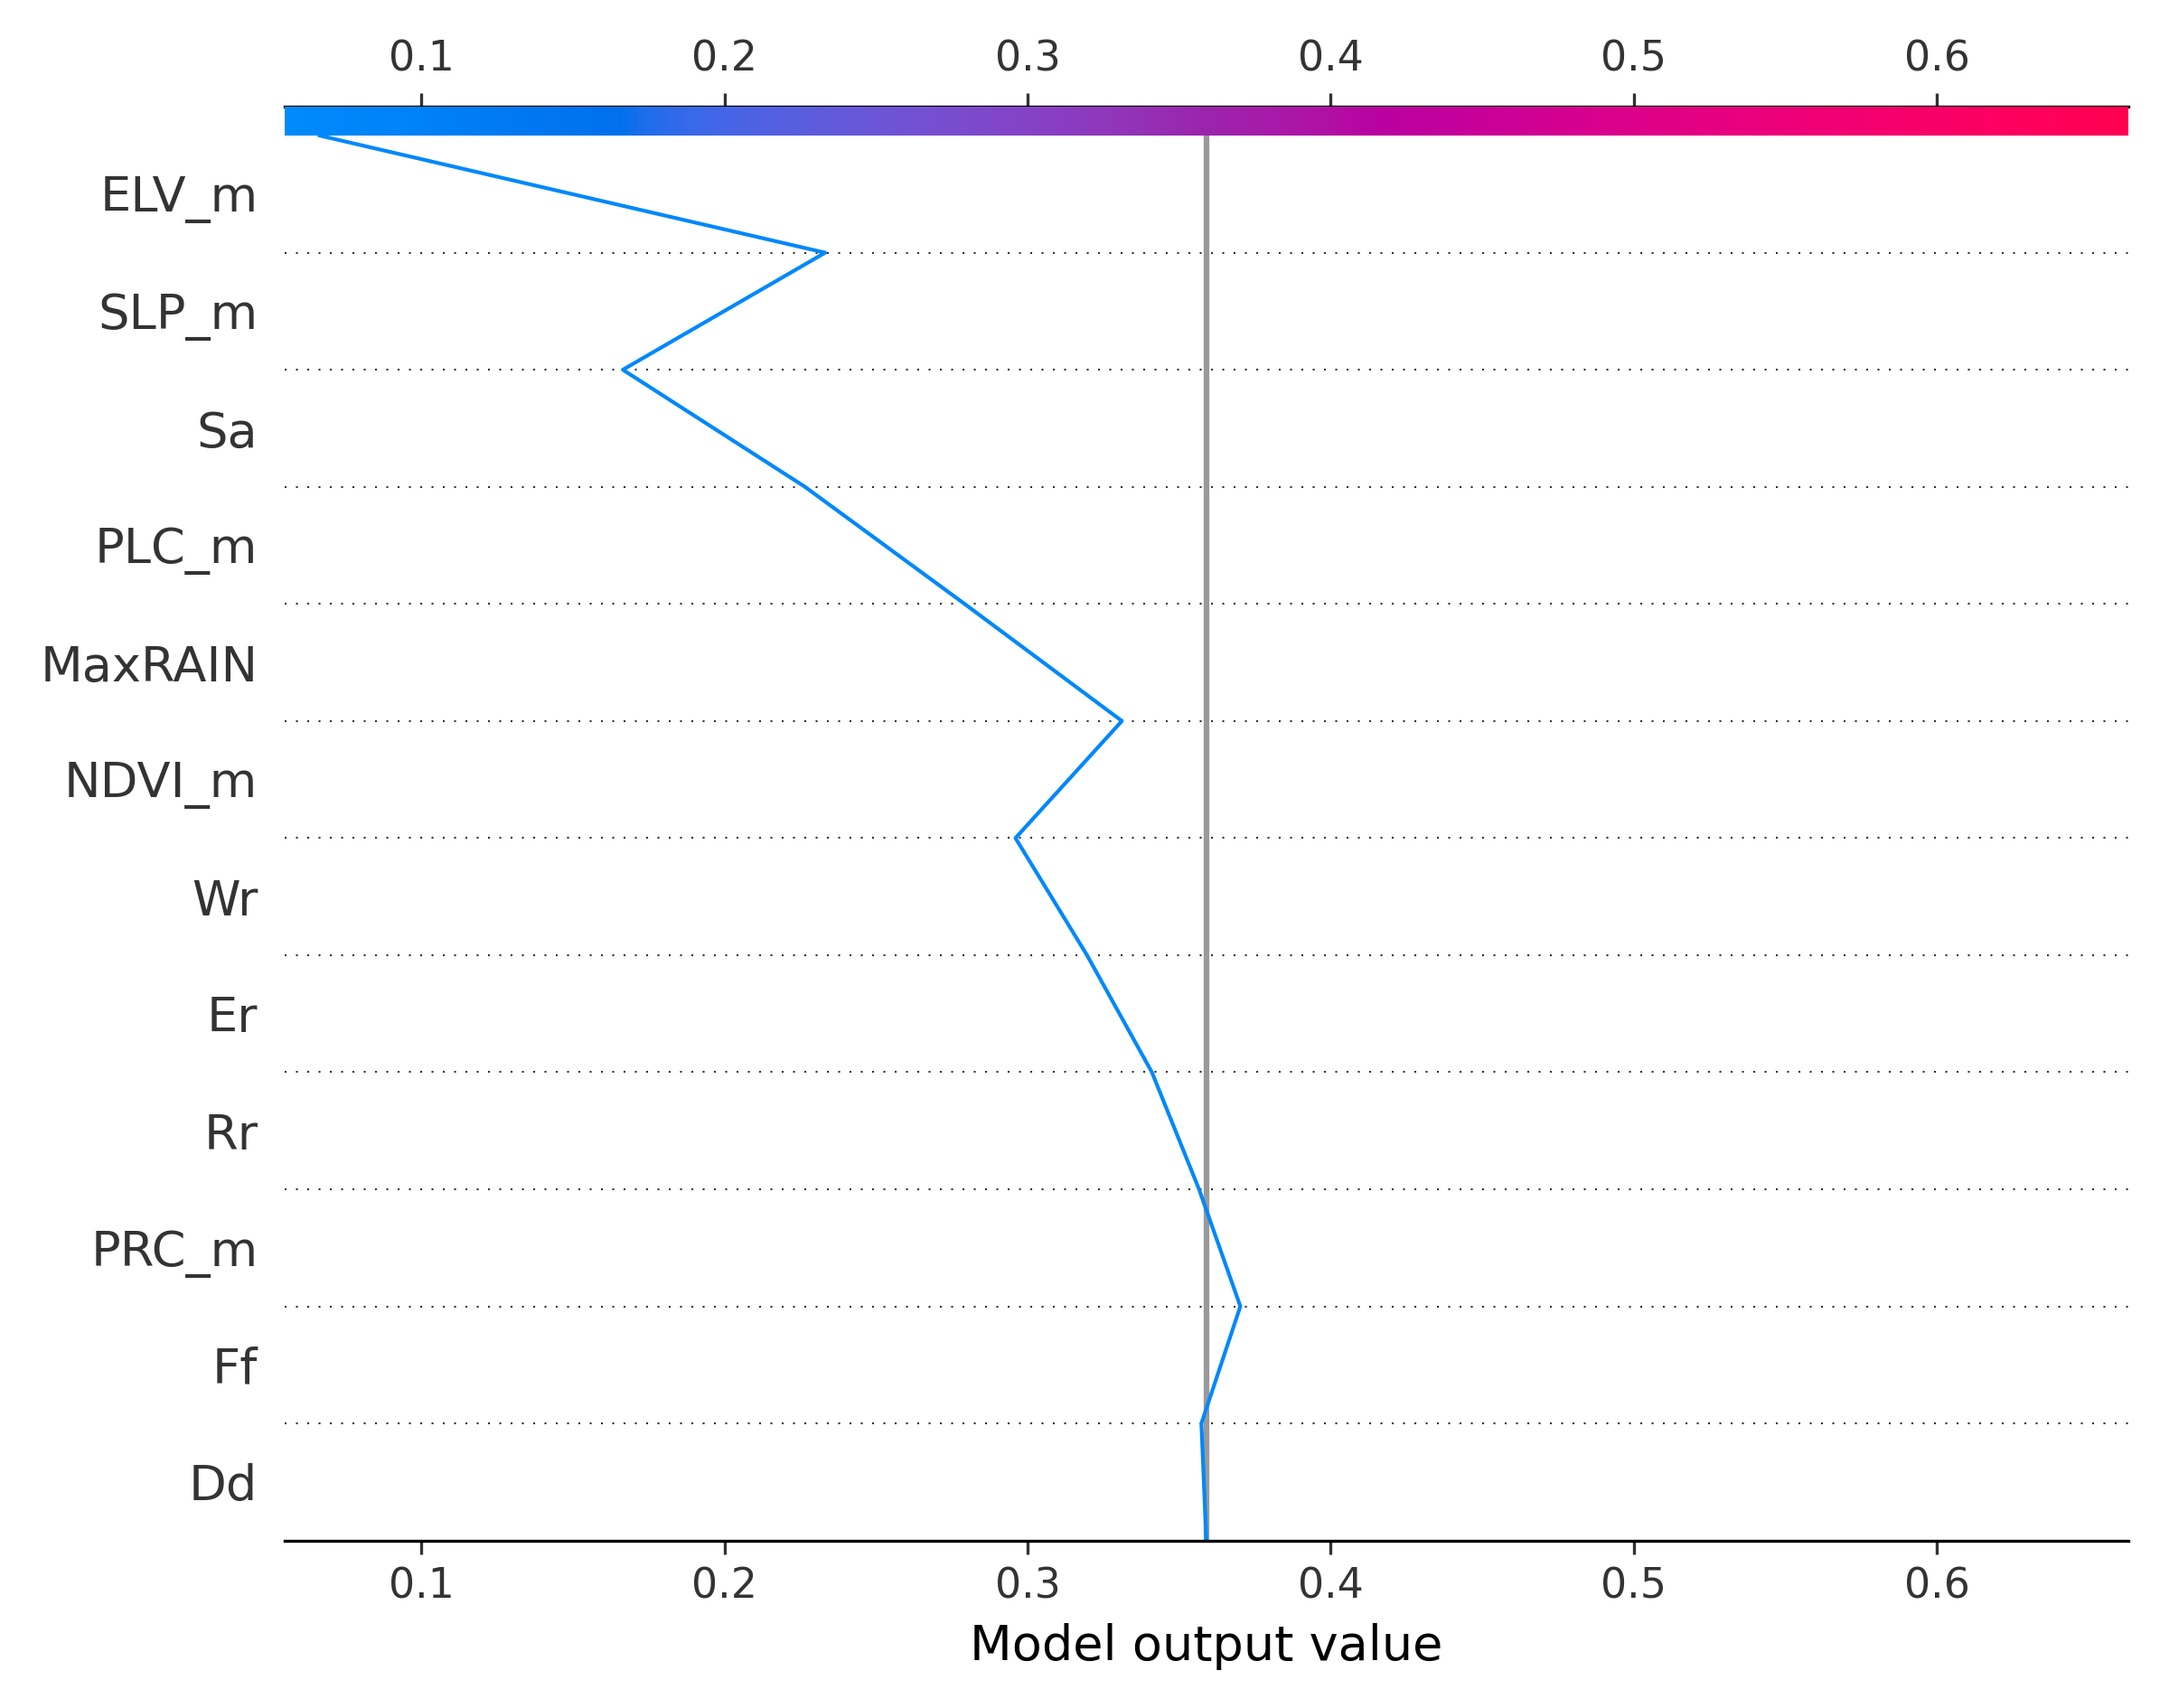 0.1 0.2 0.3 0.4 0.5 0.6
ELV_m
SLP_m
Sa
PLC_m
MaxRAIN
NDVI_m
Wr
Er
Rr
PRC_m
Ff
Dd
0.1 0.2 0.3 0.4 0.5 0.6
Model output value